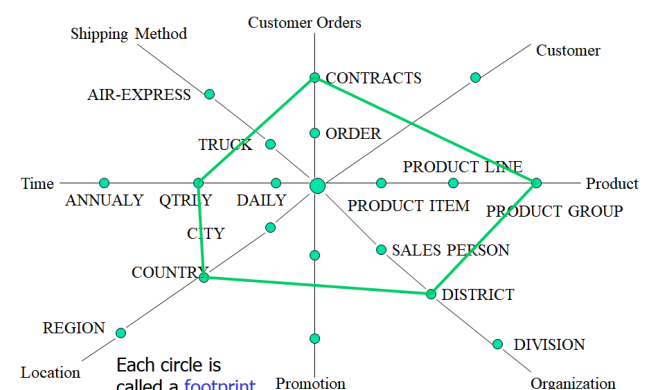 Customer Orders
Shipping Method
Customer
CONTRACTS
AIR-EXPRESS
ORDER
TRUCK
PRODUCT LINE
Time
Product
ANNUALY
QTRLY
DAILY
PRODUCT ITEM
PRODUCT GROUP
CITY
SALES PERSON
COUNTRY
DISTRICT
REGION
DIVISION
Location
Each circle is
called a footprint
Promotion
Organization